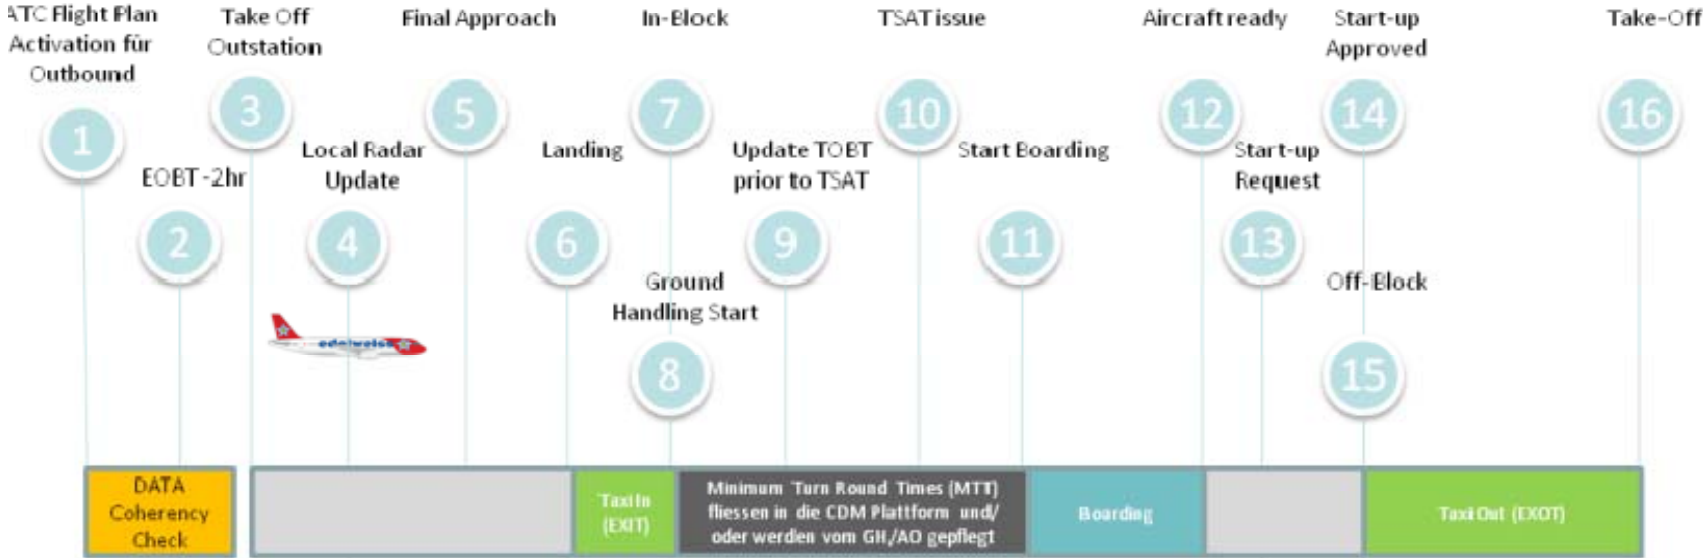 ATC Flight Plan
Activation für
Outbound
1
EOBT -2hr
2
Take Off
Outstation
3
Local Radar
Update
4
edelweiss
Final Approach
5
Landing
6
In-Block
7
Ground
Handling Start
8
Update TOBT
prior to TSAT
9
TSAT issue
10
Start Boarding
11
Aircraft ready
12
Start-up
Request
13
Start-up
Approved
14
Off-Block
15
Take-Off
16
DATA
Coherency
Check
Taxi In
(EXIT)
Minimum Turn Round Times (MTT)
fliessen in die CDM Plattform und/
oder werden vom GH,/AO gepflegt
Boarding
Taxi Out (EXOT)